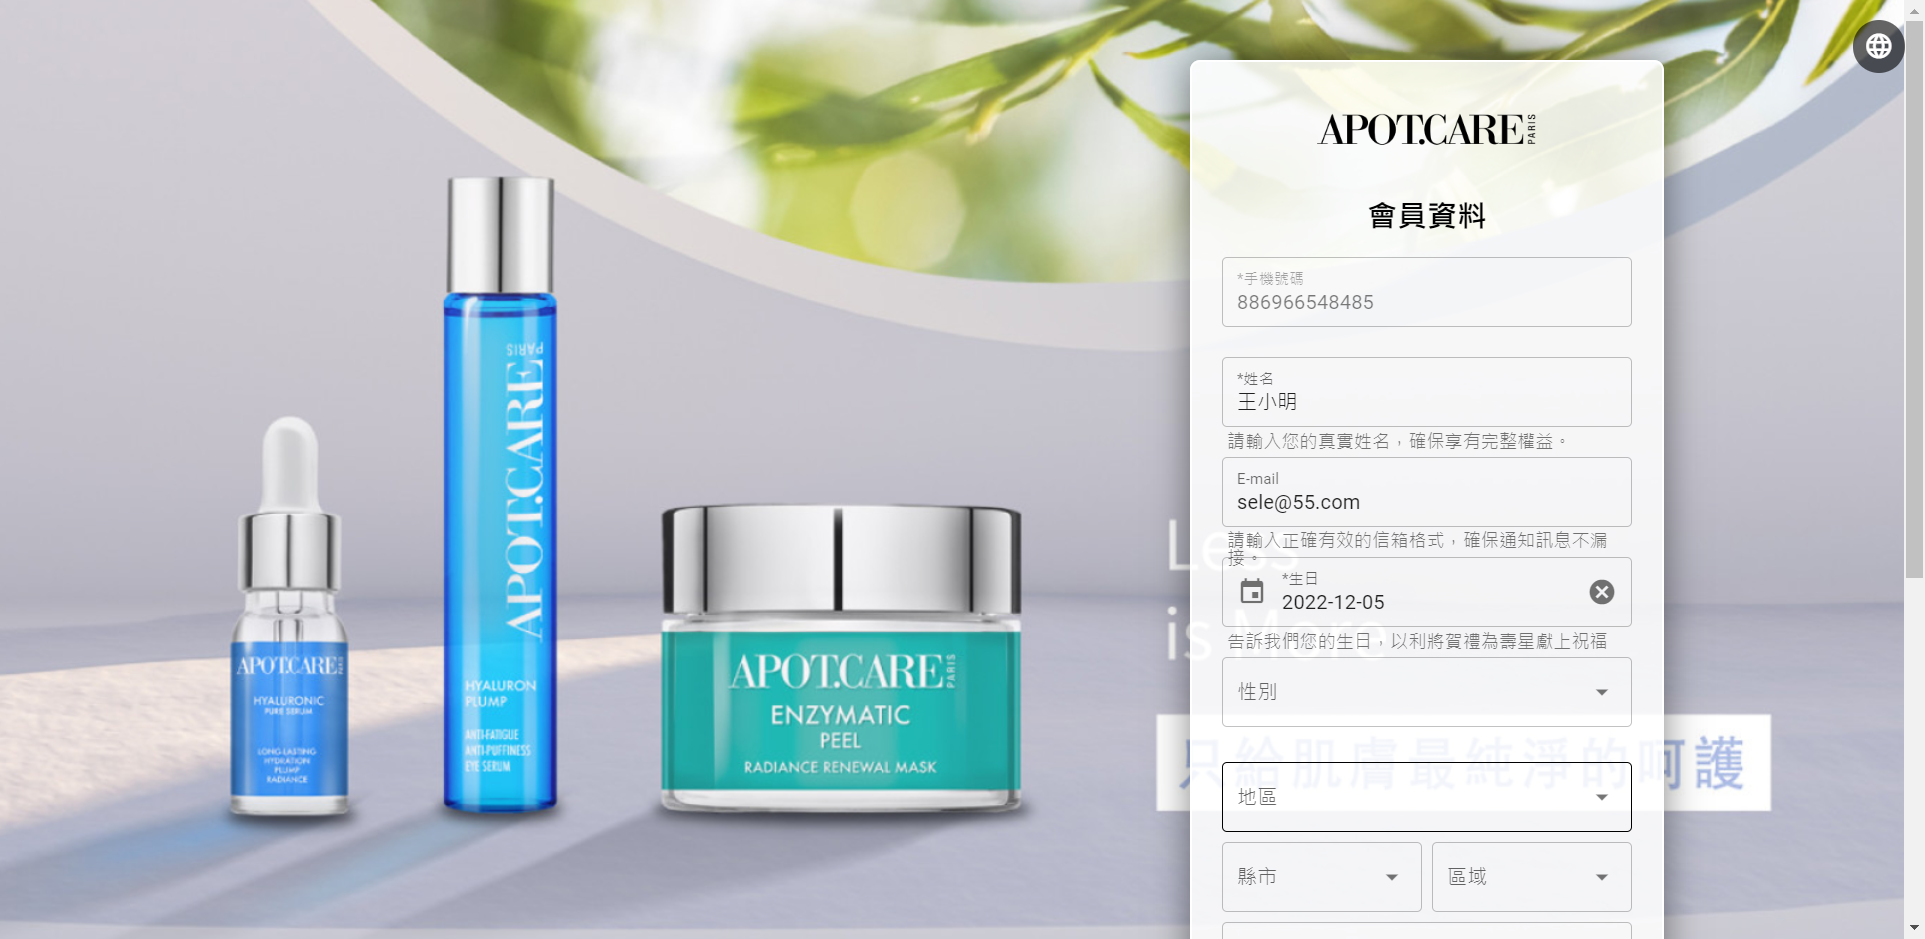 APOT.CARE PARIS
會員資料
*手機號碼
886966548485
*姓名
王小明
請輸入您的真實姓名，確保享有完整權益。
E-mail
sele@55.com
請輸入正確有效的信箱格式，確保通知訊息不漏
接。
*生日
2022-12-05
告訴我們您的生日，以利將賀禮為壽星獻上祝福
性別
地區
縣市
區域
Less
is More
只給肌膚最純淨的呵護
APOT.CARE PARIS
HYALURONIC
PURE SERUM
LONG-LASTING
HYDRATION
PLUMP
RADIANCE
APOT.CARE PARIS
HYALURON
PLUMP
ANTI-FATIGUE
ANTI-PUFFINESS
EYE SERUM
APOT.CARE PARIS
ENZYMATIC
PEEL
RADIANCE RENEWAL MASK